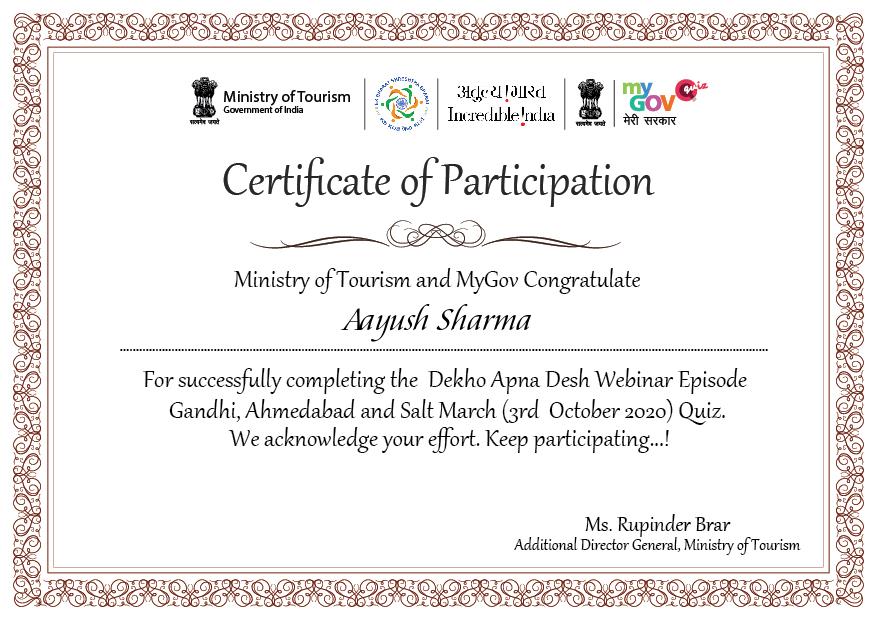 Ministry of Tourism
Government of India
सत्यमेव जयते
EK BHARAT SHRESHTHA BHARAT
अतुल्य !भारत
Incredible!ndia
सत्यमेव जयते
my
GOV
quiz
मेरी सरकार
Certificate of Participation
Ministry of Tourism and MyGov Congratulate
Aayush Sharma
For successfully completing the Dekho Apna Desh Webinar Episode
Gandhi, Ahmedabad and Salt March (3rd October 2020) Quiz.
We acknowledge your effort. Keep participating...!
Ms. Rupinder Brar
Additional Director General, Ministry of Tourism